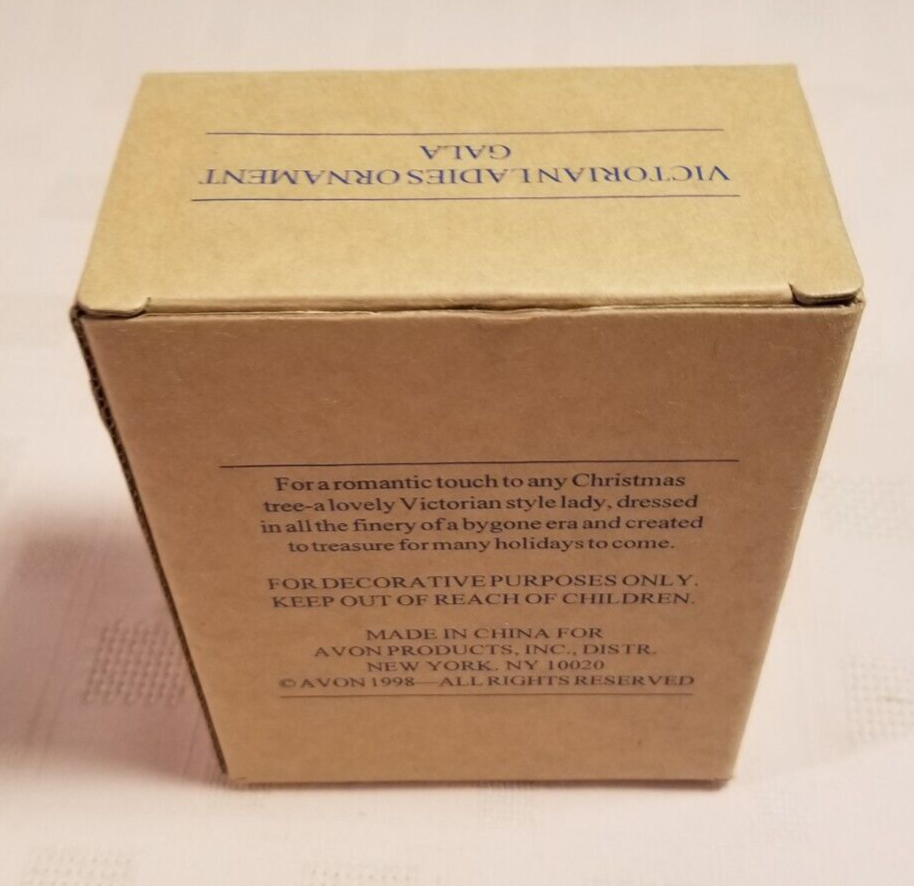 VICTORIAN LADIES ORNAMENT
GALA
For a romantic touch to any Christmas
tree-a lovely Victorian style lady, dressed
in all the finery of a bygone era and created
to treasure for many holidays to come.
FOR DECORATIVE PURPOSES ONLY.
KEEP OUT OF REACH OF CHILDREN.
MADE IN CHINA FOR
AVON PRODUCTS, INC., DISTR.
NEW YORK, NY 10020
© AVON 1998—ALL RIGHTS RESERVED